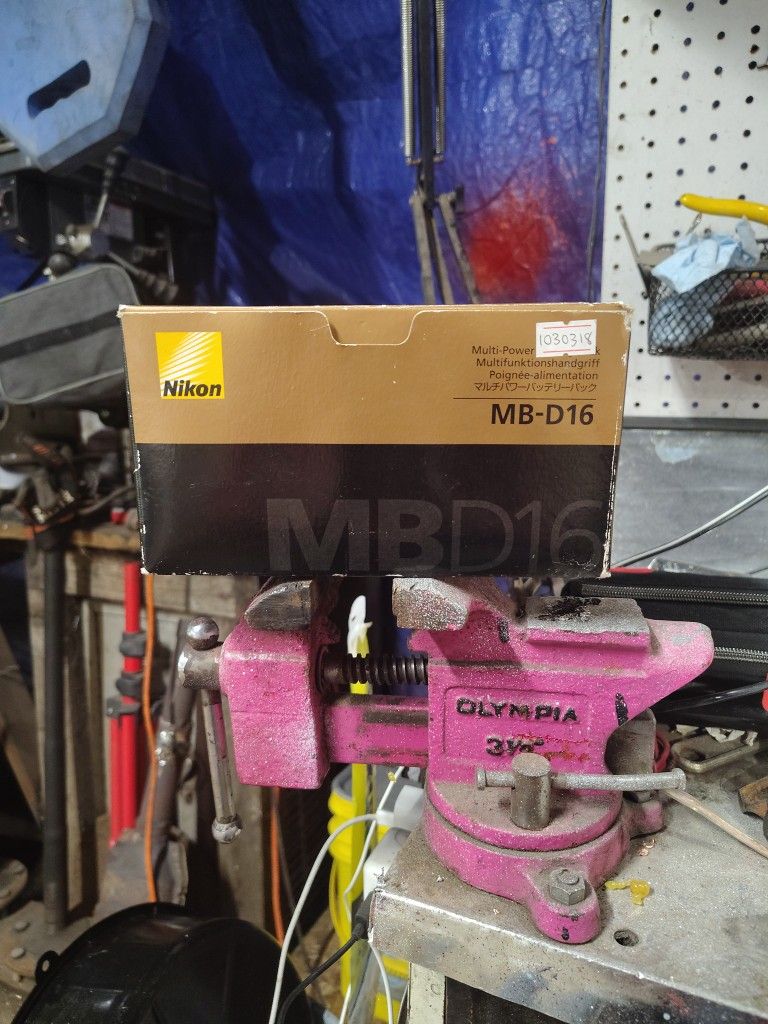 Nikon
1030318
Multi-Power k
Multifunktionshandgriff
Poignée-alimentation
マルチパワーバッテリーパック
MB-D16
MBD16
OLYMPIA
3½"